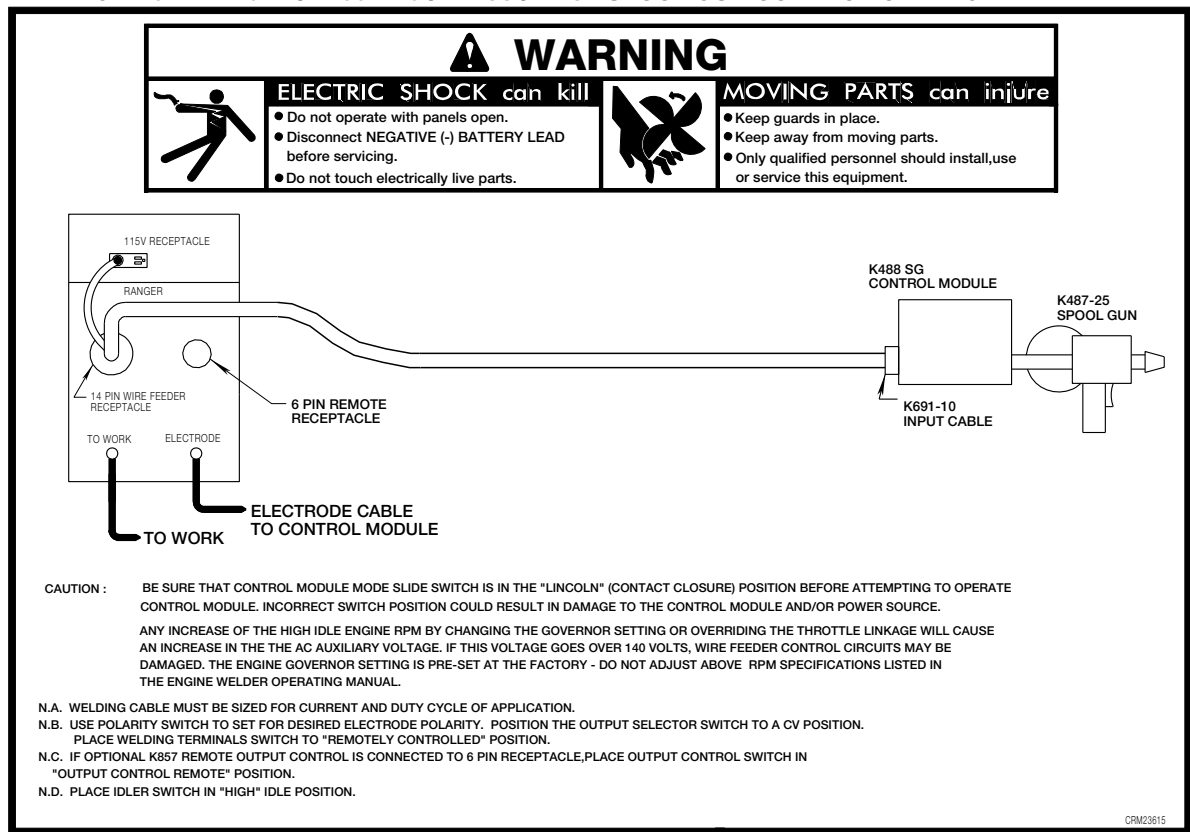 WARNING
ELECTRIC SHOCK can kill
● Do not operate with panels open.
● Disconnect NEGATIVE (-) BATTERY LEAD
before servicing.
● Do not touch electrically live parts.
MOVING PARTS can injure
● Keep guards in place.
● Keep away from moving parts.
● Only qualified personnel should install,use
or service this equipment.
115V RECEPTACLE
RANGER
14 PIN WIRE FEEDER
RECEPTACLE
6 PIN REMOTE
RECEPTACLE
TO WORK
ELECTRODE
ELECTRODE CABLE
TO CONTROL MODULE
TO WORK
K488 SG
CONTROL MODULE
K487-25
SPOOL GUN
K691-10
INPUT CABLE
CAUTION : BE SURE THAT CONTROL MODULE MODE SLIDE SWITCH IS IN THE "LINCOLN" (CONTACT CLOSURE) POSITION BEFORE ATTEMPTING TO OPERATE
CONTROL MODULE. INCORRECT SWITCH POSITION COULD RESULT IN DAMAGE TO THE CONTROL MODULE AND/OR POWER SOURCE.
ANY INCREASE OF THE HIGH IDLE ENGINE RPM BY CHANGING THE GOVERNOR SETTING OR OVERRIDING THE THROTTLE LINKAGE WILL CAUSE
AN INCREASE IN THE THE AC AUXILIARY VOLTAGE. IF THIS VOLTAGE GOES OVER 140 VOLTS, WIRE FEEDER CONTROL CIRCUITS MAY BE
DAMAGED. THE ENGINE GOVERNOR SETTING IS PRE-SET AT THE FACTORY - DO NOT ADJUST ABOVE RPM SPECIFICATIONS LISTED IN
THE ENGINE WELDER OPERATING MANUAL.
N.A. WELDING CABLE MUST BE SIZED FOR CURRENT AND DUTY CYCLE OF APPLICATION.
N.B. USE POLARITY SWITCH TO SET FOR DESIRED ELECTRODE POLARITY. POSITION THE OUTPUT SELECTOR SWITCH TO A CV POSITION.
PLACE WELDING TERMINALS SWITCH TO "REMOTELY CONTROLLED" POSITION.
N.C. IF OPTIONAL K857 REMOTE OUTPUT CONTROL IS CONNECTED TO 6 PIN RECEPTACLE,PLACE OUTPUT CONTROL SWITCH IN
"OUTPUT CONTROL REMOTE" POSITION.
N.D. PLACE IDLER SWITCH IN "HIGH" IDLE POSITION.
CRM23615